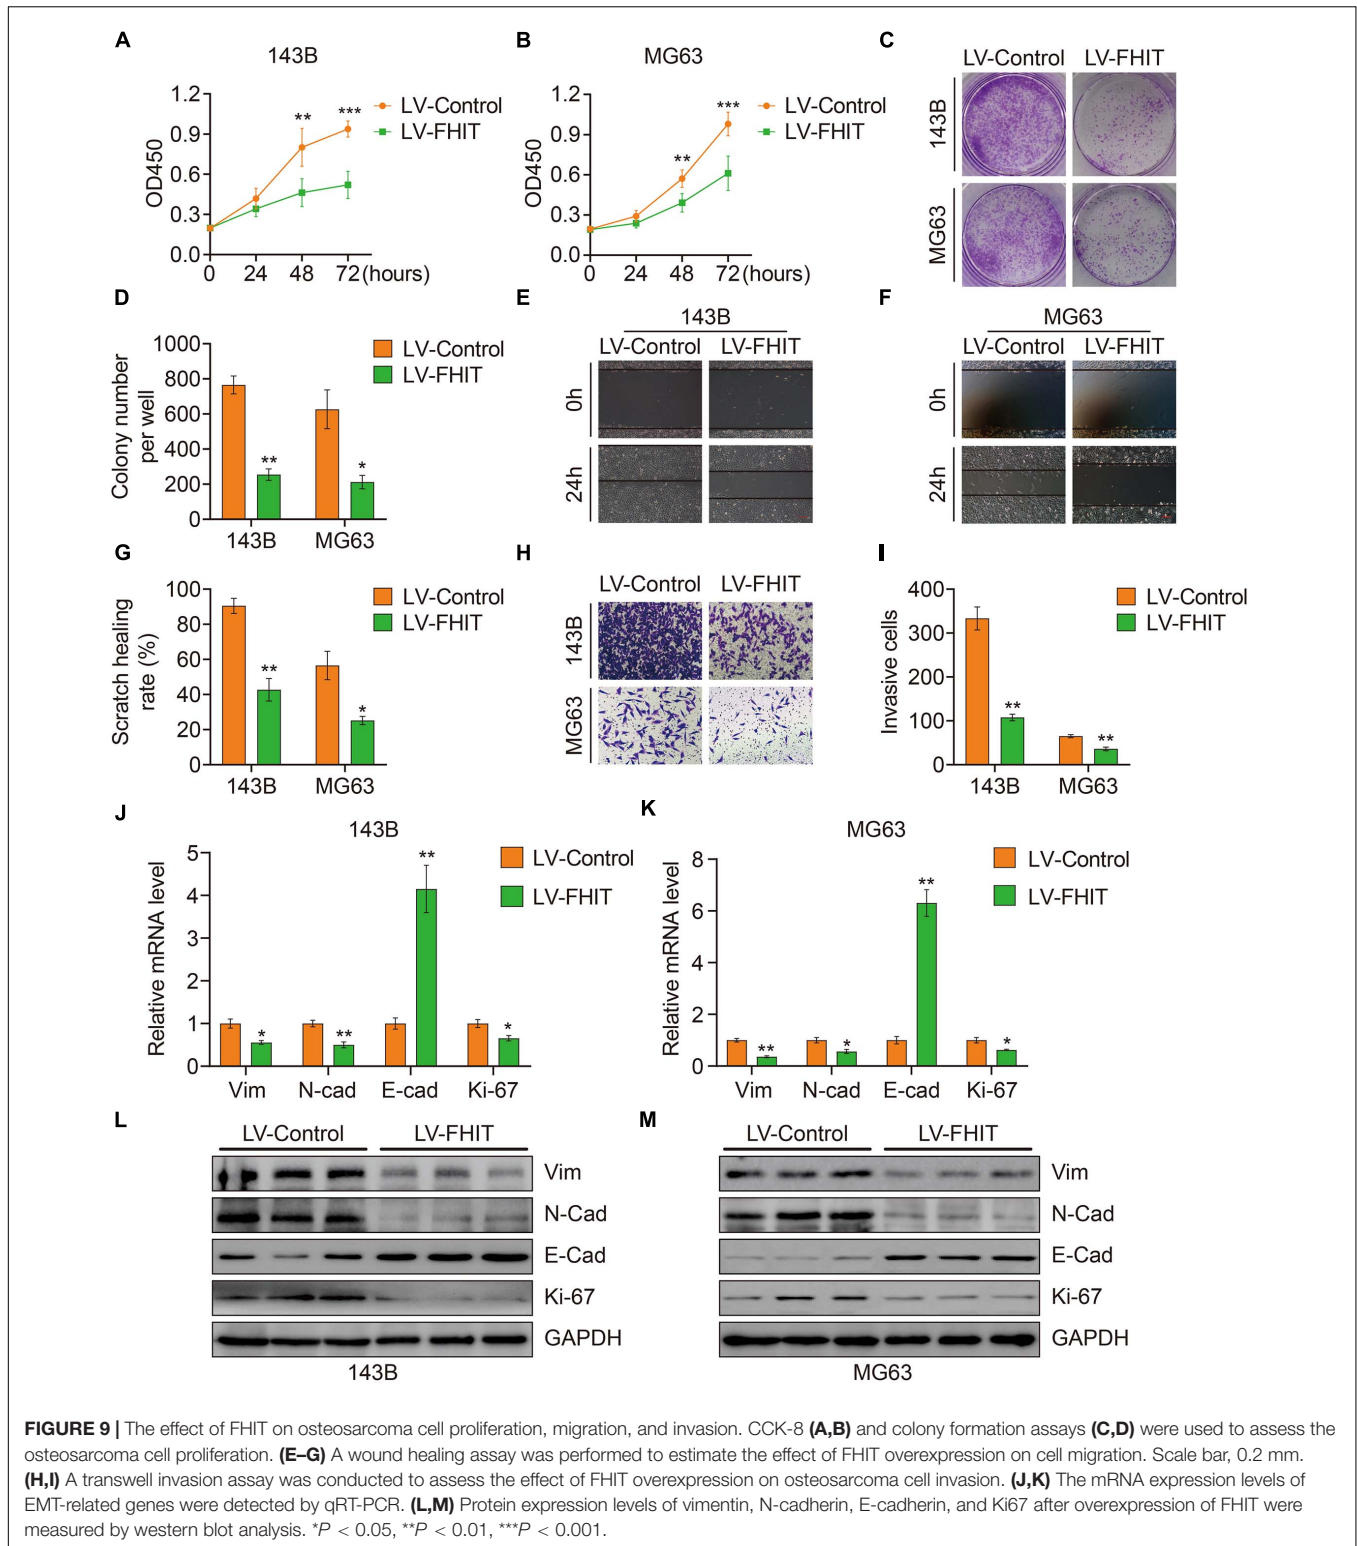 A
143B
1.2
0.9
0.6
0.3
0.0
OD450
** ***
0 24 48 72 (hours)
LV-Control
LV-FHIT
B
MG63
1.2
0.9
0.6
0.3
0.0
OD450
** ***
0 24 48 72 (hours)
LV-Control
LV-FHIT
C
LV-Control LV-FHIT
143B
MG63
D
1000
800
600
400
200
0
Colony number
per well
** *
143B MG63
LV-Control
LV-FHIT
E
143B
LV-Control LV-FHIT
0h
24h
F
MG63
LV-Control LV-FHIT
0h
24h
G
100
80
60
40
20
0
Scratch healing
rate (%)
** *
143B MG63
LV-Control
LV-FHIT
H
LV-Control LV-FHIT
143B
MG63
I
400
300
200
100
0
Invasive cells
** **
143B MG63
LV-Control
LV-FHIT
J
143B
5
4
3
2
1
0
Relative mRNA level
* ** ** *
Vim N-cad E-cad Ki-67
LV-Control
LV-FHIT
K
MG63
8
6
4
2
0
Relative mRNA level
** * ** *
Vim N-cad E-cad Ki-67
LV-Control
LV-FHIT
L
LV-Control LV-FHIT
Vim
N-Cad
E-Cad
Ki-67
GAPDH
143B
M
LV-Control LV-FHIT
Vim
N-Cad
E-Cad
Ki-67
GAPDH
MG63
FIGURE 9 | The effect of FHIT on osteosarcoma cell proliferation, migration, and invasion. CCK-8 (A,B) and colony formation assays (C,D) were used to assess the
osteosarcoma cell proliferation. (E–G) A wound healing assay was performed to estimate the effect of FHIT overexpression on cell migration. Scale bar, 0.2 mm.
(H,I) A transwell invasion assay was conducted to assess the effect of FHIT overexpression on osteosarcoma cell invasion. (J,K) The mRNA expression levels of
EMT-related genes were detected by qRT-PCR. (L,M) Protein expression levels of vimentin, N-cadherin, E-cadherin, and Ki67 after overexpression of FHIT were
measured by western blot analysis. *P < 0.05, **P < 0.01, ***P < 0.001.